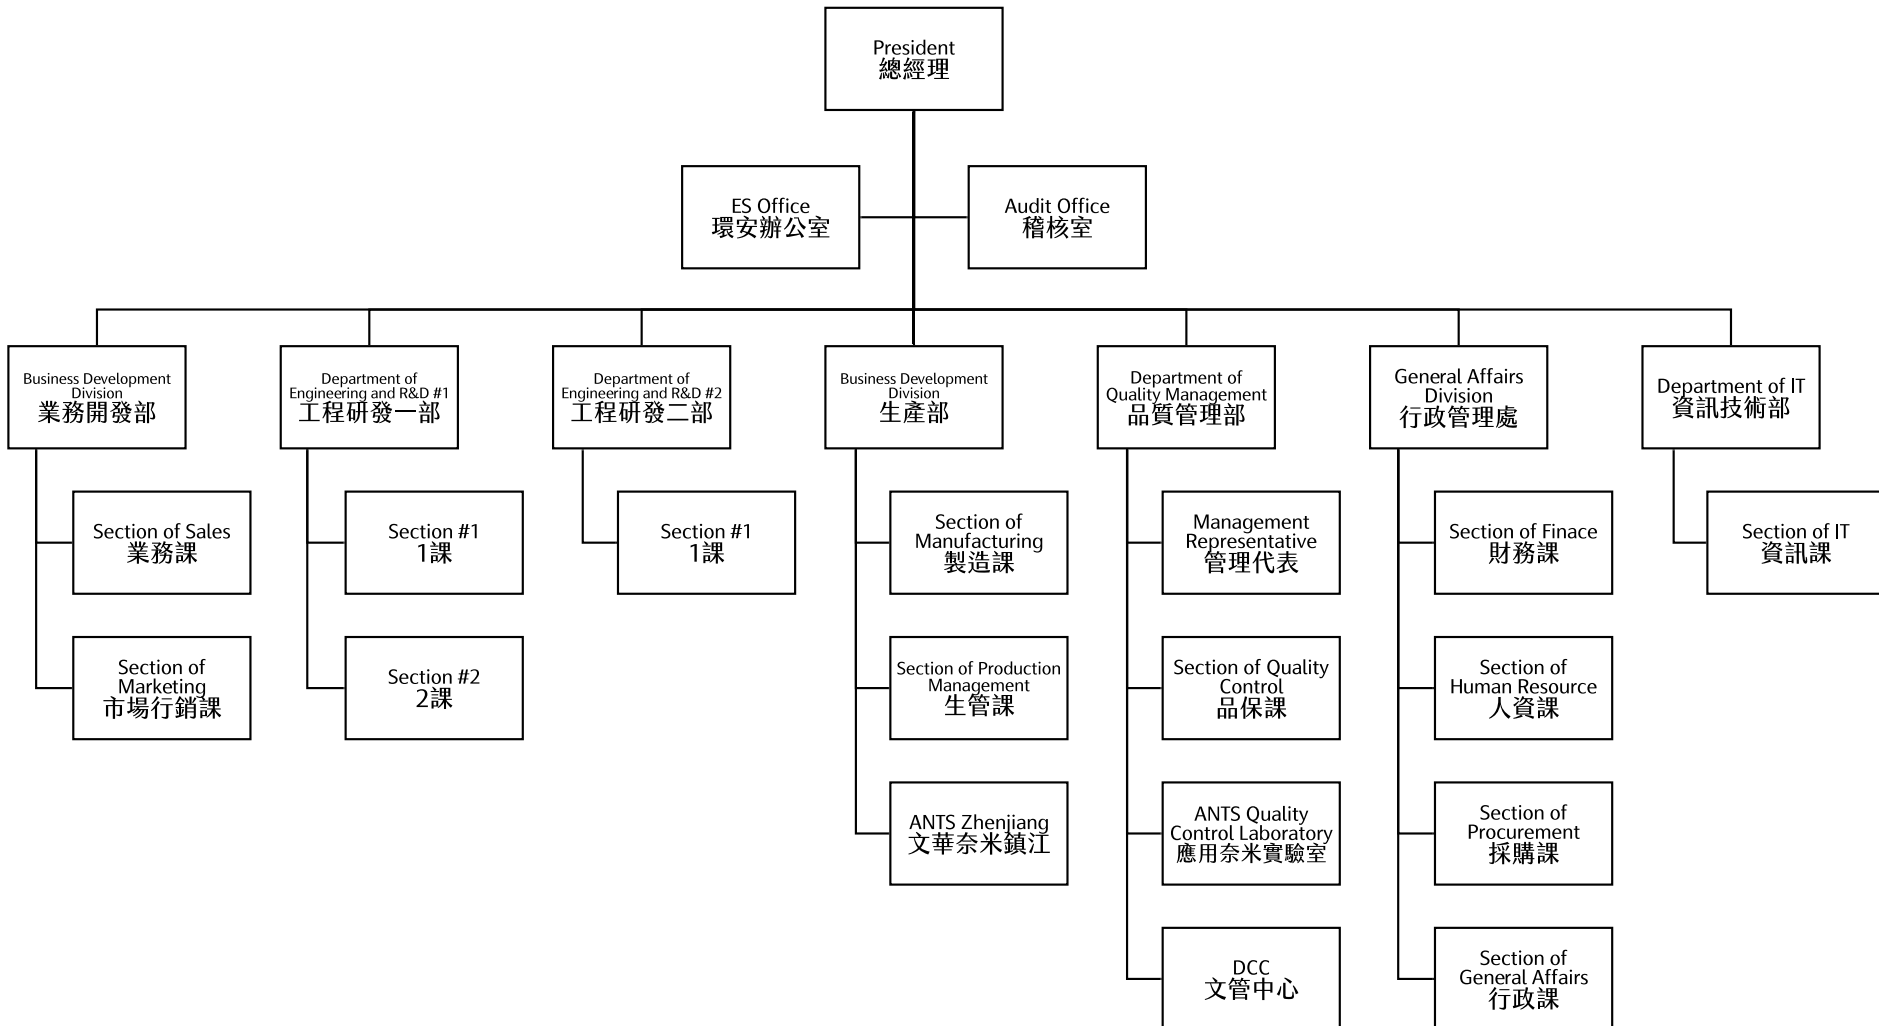 President
總經理
ES Office
環安辦公室
Audit Office
稽核室
Business Development
Division
業務開發部
Department of
Engineering and R&D #1
工程研發一部
Department of
Engineering and R&D #2
工程研發二部
Business Development
Division
生產部
Department of
Quality Management
品質管理部
General Affairs
Division
行政管理處
Department of IT
資訊技術部
Section of Sales
業務課
Section #1
1課
Section #1
1課
Section of
Manufacturing
製造課
Management
Representative
管理代表
Section of Finace
財務課
Section of IT
資訊課
Section of
Marketing
市場行銷課
Section #2
2課
Section of Production
Management
生管課
Section of Quality
Control
品保課
Section of
Human Resource
人資課
ANTS Zhenjiang
文華奈米鎮江
ANTS Quality
Control Laboratory
應用奈米實驗室
Section of
Procurement
採購課
DCC
文管中心
Section of
General Affairs
行政課